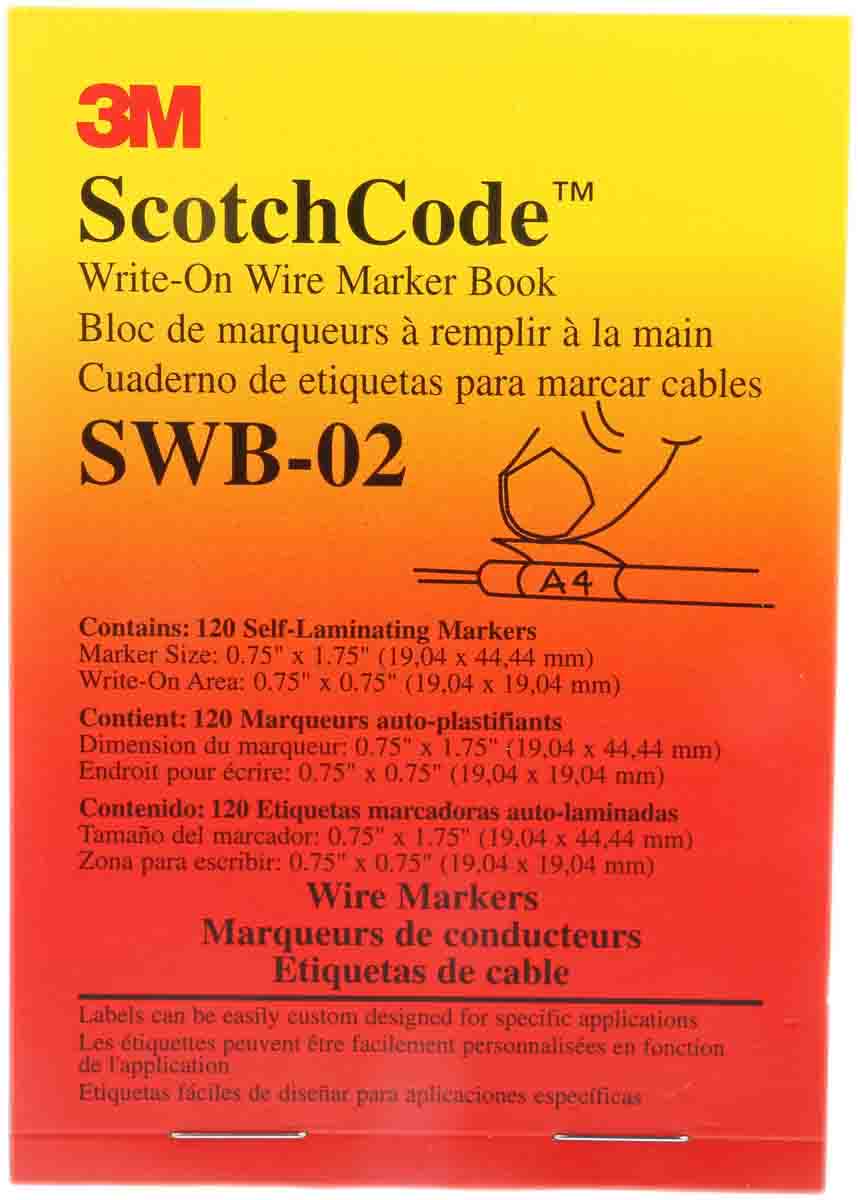 3M
ScotchCode™
Write-On Wire Marker Book
Bloc de marqueurs à remplir à la main
Cuaderno de etiquetas para marcar cables
SWB-02
A4
Contains: 120 Self-Laminating Markers
Marker Size: 0.75" x 1.75" (19,04 x 44,44 mm)
Write-On Area: 0.75" x 0.75" (19,04 x 19,04 mm)
Contient: 120 Marqueurs auto-plastifiants
Dimension du marqueur: 0.75" x 1.75" (19,04 x 44,44 mm)
Endroit pour écrire: 0.75" x 0.75" (19,04 x 19,04 mm)
Contenido: 120 Etiquetas marcadoras auto-laminadas
Tamaño del marcador: 0.75" x 1.75" (19,04 x 44,44 mm)
Zona para escribir: 0.75" x 0.75" (19,04 x 19,04 mm)
Wire Markers
Marqueurs de conducteurs
Etiquetas de cable
Labels can be easily custom designed for specific applications
Les étiquettes peuvent être facilement personnalisées en fonction
de l'application
Etiquetas fáciles de diseñar para aplicaciones específicas